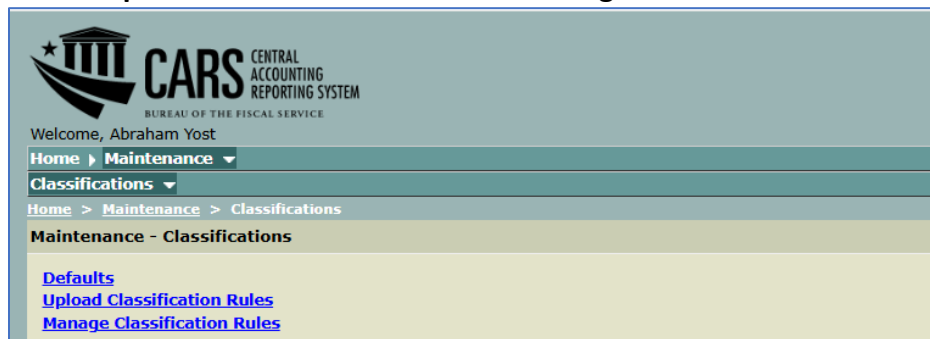 CARS CENTRAL
ACCOUNTING
REPORTING SYSTEM
BUREAU OF THE FISCAL SERVICE
Welcome, Abraham Yost
Home Maintenance
Classifications
Home > Maintenance > Classifications
Maintenance - Classifications
Defaults
Upload Classification Rules
Manage Classification Rules